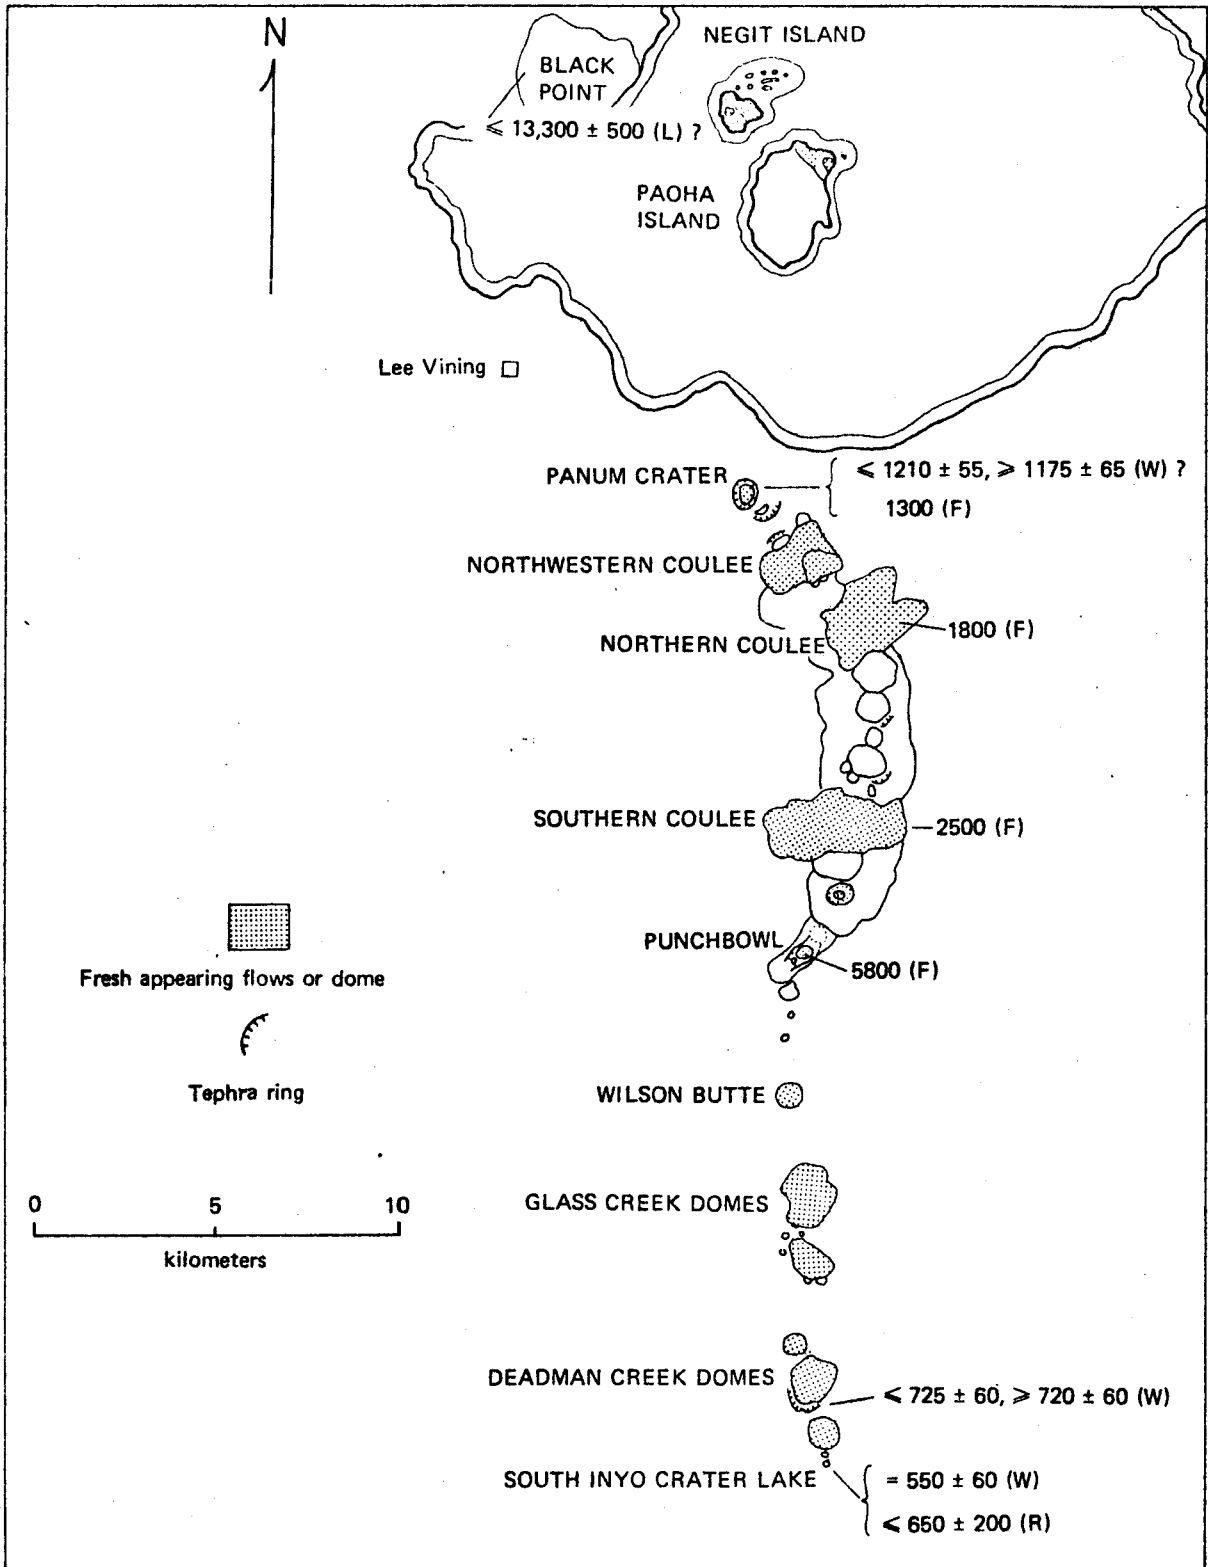 N
NEGIT ISLAND
BLACK
POINT
⩽ 13,300 ± 500 (L) ?
PAOHA
ISLAND
Lee Vining
PANUM CRATER
⩽ 1210 ± 55, ⩾ 1175 ± 65 (W) ?
1300 (F)
NORTHWESTERN COULEE
1800 (F)
NORTHERN COULEE
SOUTHERN COULEE
2500 (F)
PUNCHBOWL
5800 (F)
Fresh appearing flows or dome
Tephra ring
WILSON BUTTE
0 5 10
kilometers
GLASS CREEK DOMES
DEADMAN CREEK DOMES
⩽ 725 ± 60, ⩾ 720 ± 60 (W)
SOUTH INYO CRATER LAKE
= 550 ± 60 (W)
⩽ 650 ± 200 (R)